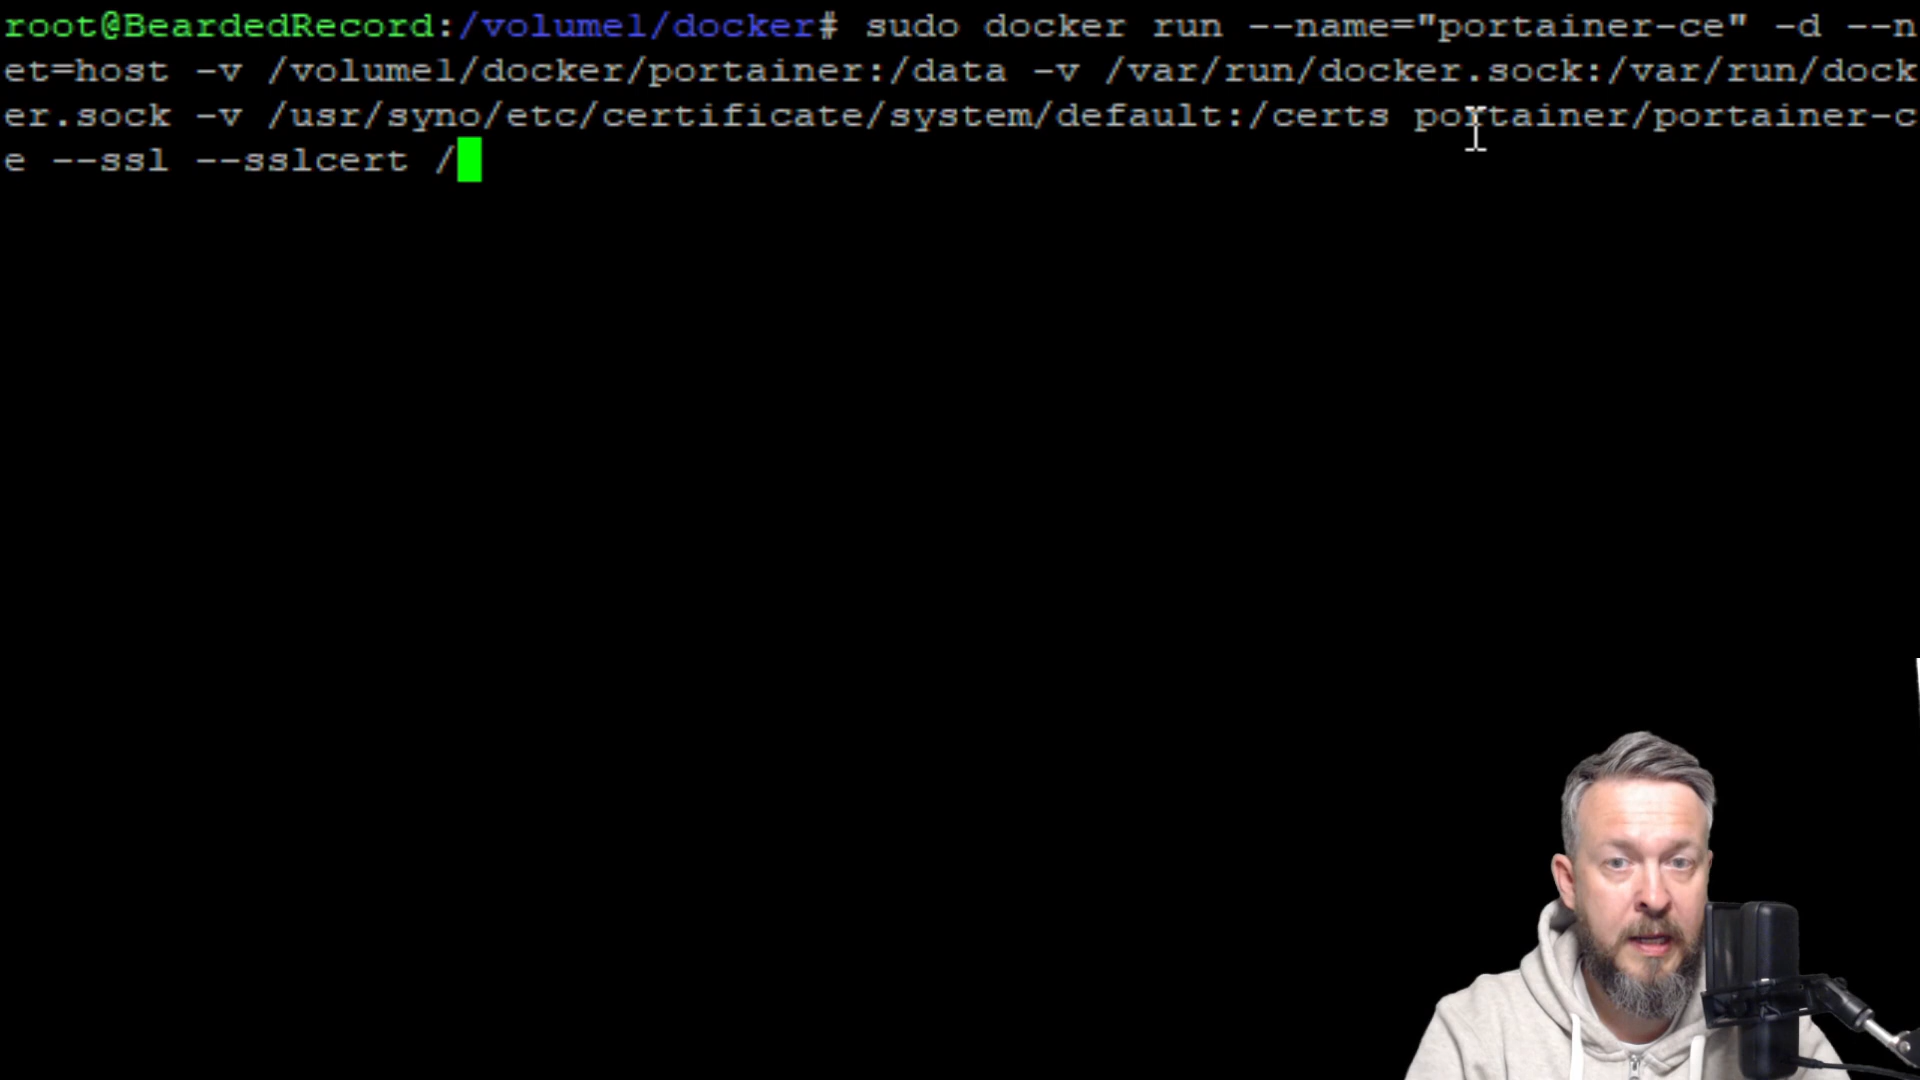 root@BeardedRecord:/volume1/docker# sudo docker run --name="portainer-ce" -d --n
et=host -v /volume1/docker/portainer:/data -v /var/run/docker.sock:/var/run/dock
er.sock -v /usr/syno/etc/certificate/system/default:/certs portainer/portainer-c
e --ssl --sslcert /